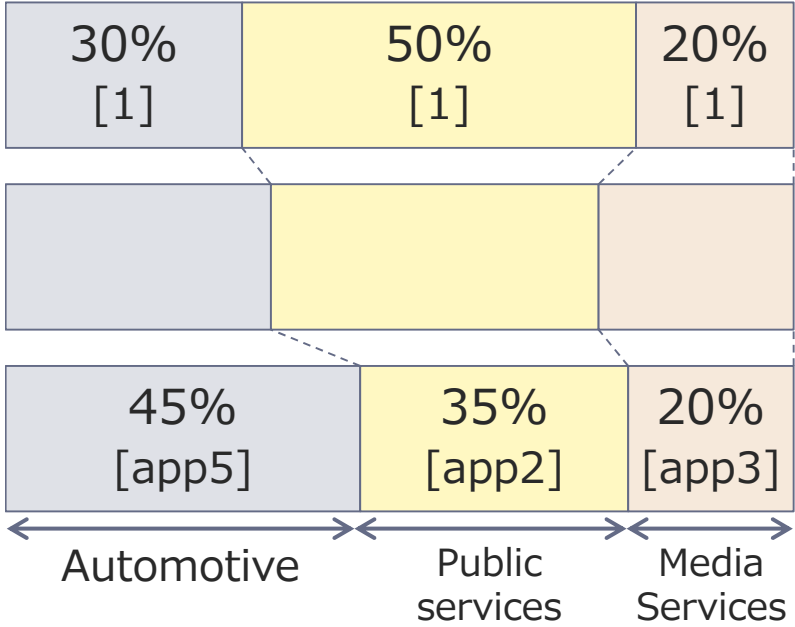 30% 50% 20%
[1] [1] [1]
45% 35% 20%
[app5] [app2] [app3]
Automotive
Public
services
Media
Services